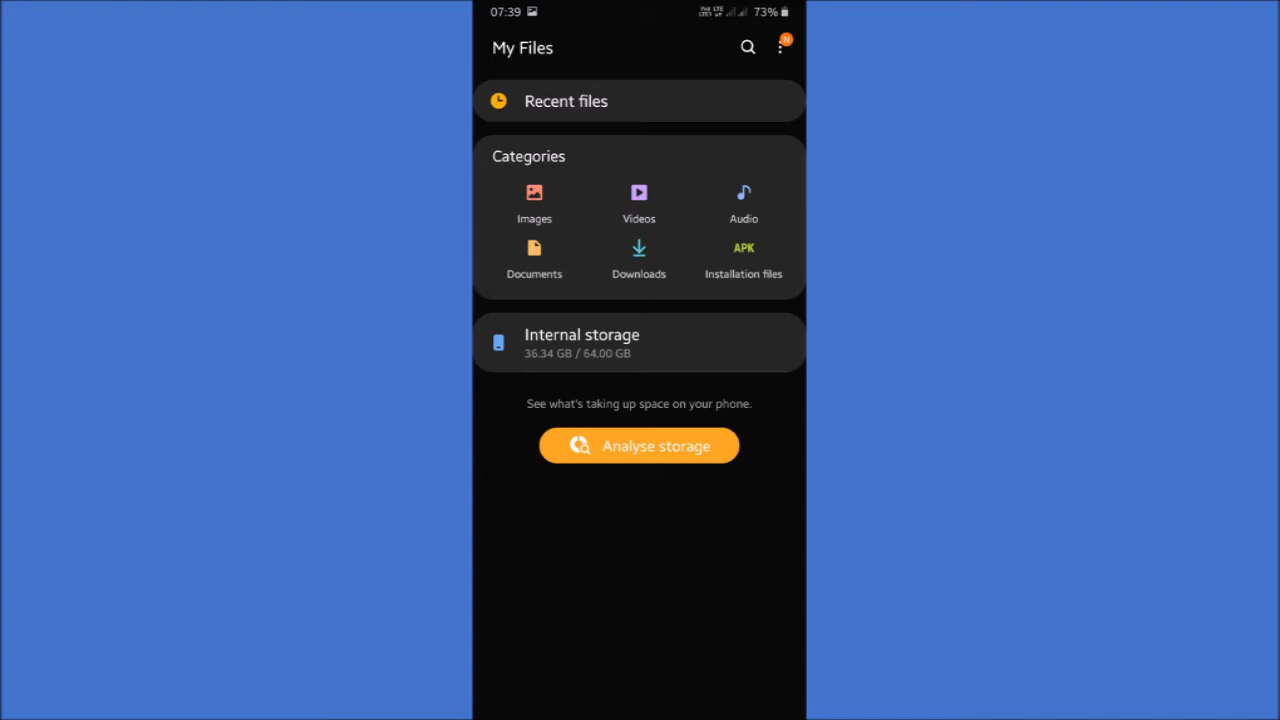 07:39 73%
My Files N
Recent files
Categories
Images Videos Audio
Documents Downloads APK Installation files
Internal storage
36.34 GB / 64.00 GB
See what's taking up space on your phone.
Analyse storage